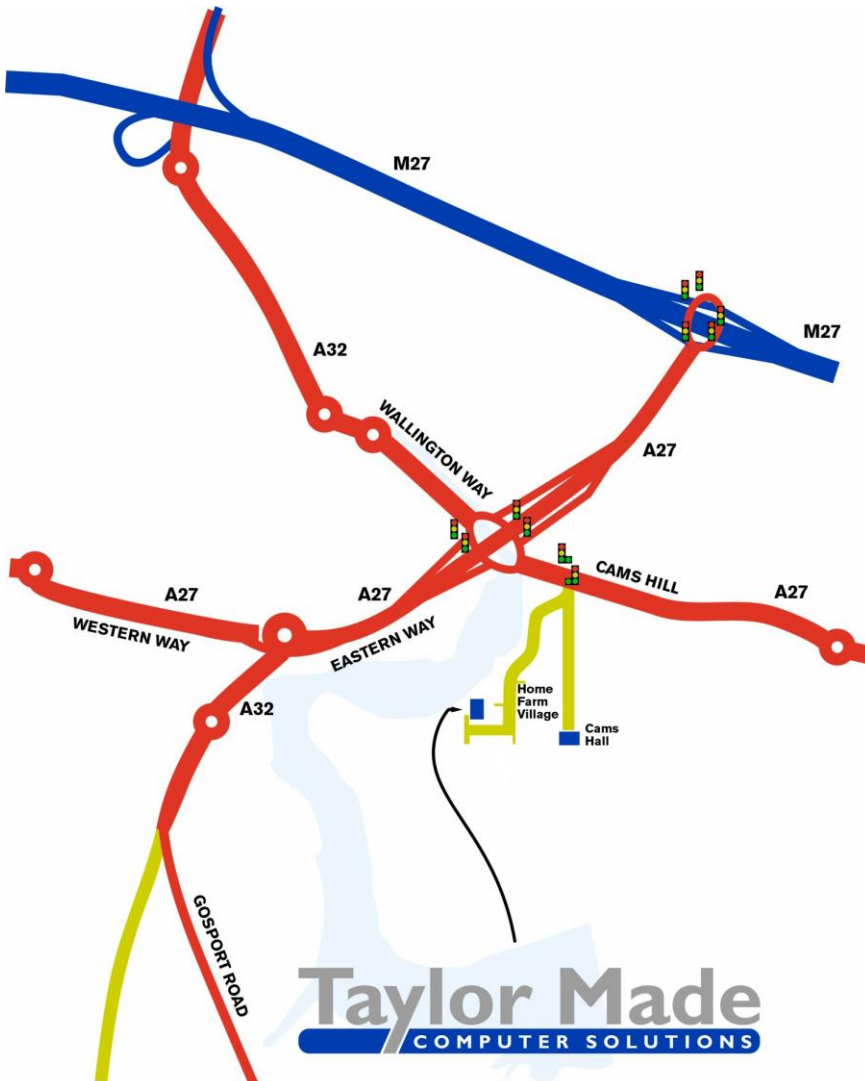 M27
M27
A32
WALLINGTON WAY
A27
CAMS HILL
A27
A27
WESTERN WAY
A27
EASTERN WAY
A32
Home
Farm
Village
Cams
Hall
GOSPORT ROAD
Taylor Made
COMPUTER SOLUTIONS